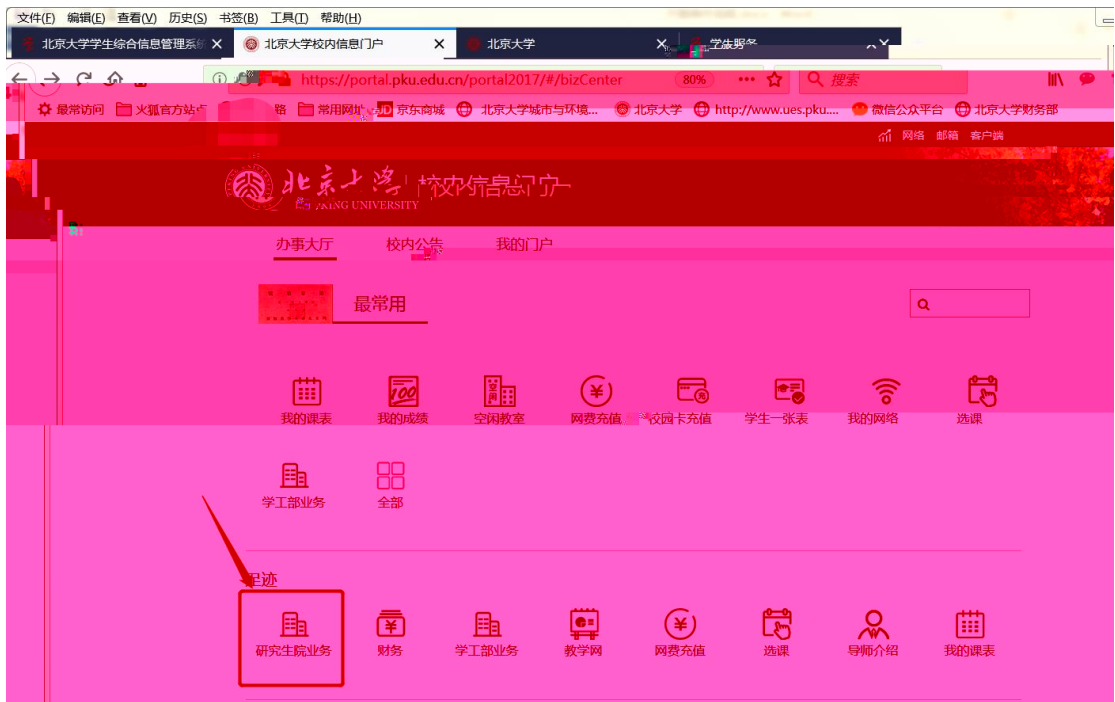 文件(F) 编辑(E) 查看(V) 历史(S) 书签(B) 工具(T) 帮助(H)
北京大学学生综合信息管理系统 × 北京大学校内信息门户 × 北京大学 × 学生服务 ×
https://portal.pku.edu.cn/portal2017/#/bizCenter 80% 搜索
最常访问 火狐官方站点 常用网址 JD 京东商城 北京大学城市与环境... 北京大学 http://www.ues.pku.... 微信公众平台 北京大学财务部
网络 邮箱 客户端
北京大学 校内信息门户
UNIVERSITY
办事大厅 校内公告 我的门户
最常用
我的课表 我的成绩 空闲教室 网费充值 校园卡充值 学生一张表 我的网络 选课
学工部业务 全部
足迹
研究生院业务 财务 学工部业务 教学网 网费充值 选课 导师介绍 我的课表